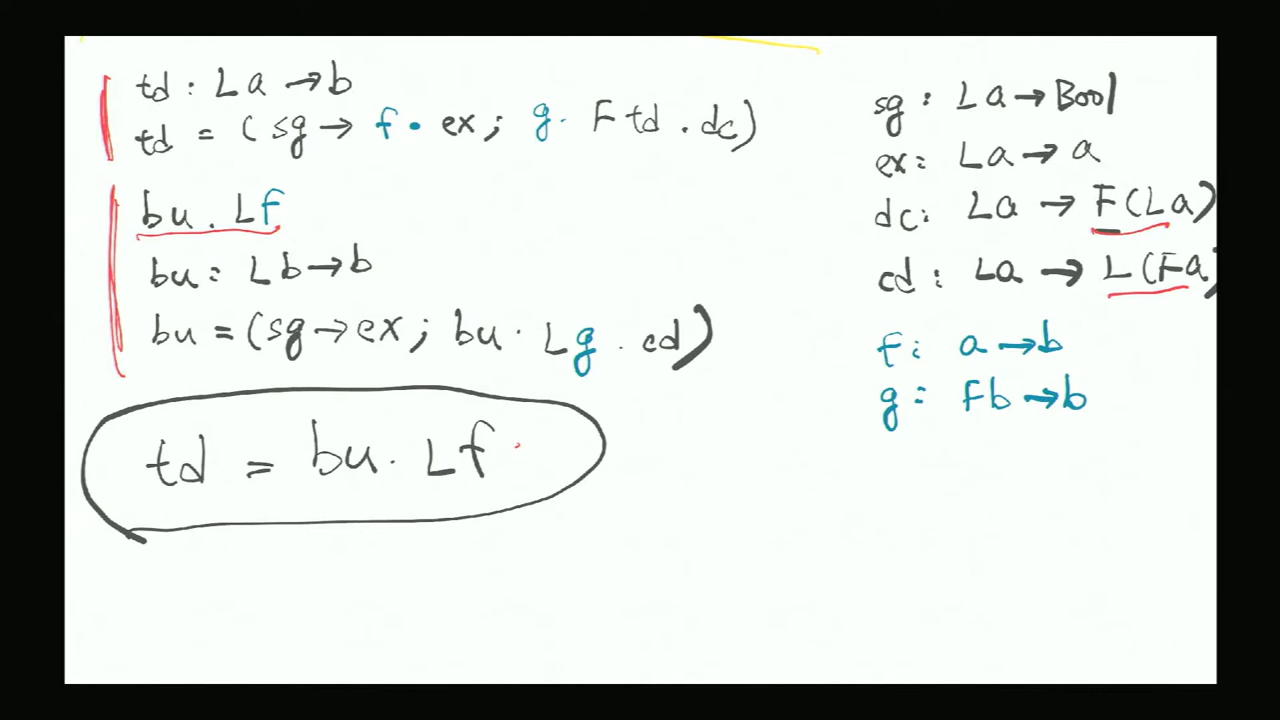 td : La → b
td = (sg → f · ex; g · Ftd . dc)
bu . Lf
bu : Lb → b
bu = (sg → ex; bu · Lg . cd)
td = bu · Lf
sg : La → Bool
ex : La → a
dc : La → F(La)
cd : La → L(Fa)
f : a → b
g : Fb → b